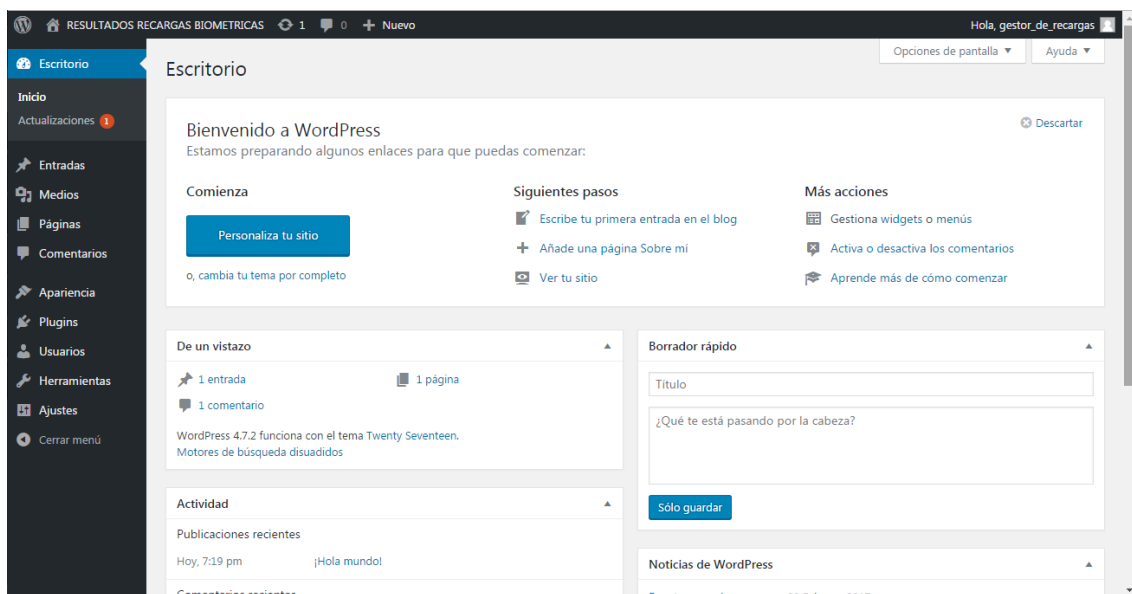 RESULTADOS RECARGAS BIOMETRICAS 1 0 Nuevo Hola, gestor_de_recargas
Opciones de pantalla Ayuda
Escritorio
Inicio
Actualizaciones 1
Entradas
Medios
Páginas
Comentarios
Apariencia
Plugins
Usuarios
Herramientas
Ajustes
Cerrar menú
Escritorio
Bienvenido a WordPress
Descartar
Estamos preparando algunos enlaces para que puedas comenzar:
Comienza
Personaliza tu sitio
o, cambia tu tema por completo
Siguientes pasos
Escribe tu primera entrada en el blog
Añade una página Sobre mí
Ver tu sitio
Más acciones
Gestiona widgets o menús
Activa o desactiva los comentarios
Aprende más de cómo comenzar
De un vistazo
1 entrada 1 página
1 comentario
WordPress 4.7.2 funciona con el tema Twenty Seventeen.
Motores de búsqueda disuadidos
Actividad
Publicaciones recientes
Hoy, 7:19 pm ¡Hola mundo!
Borrador rápido
Título
¿Qué te está pasando por la cabeza?
Sólo guardar
Noticias de WordPress